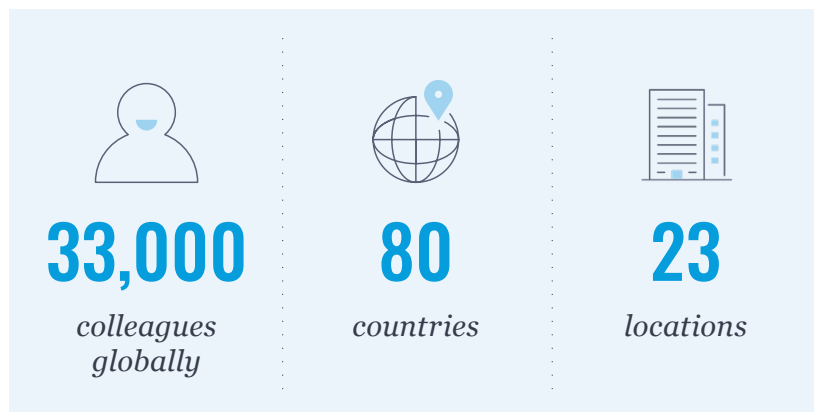 33,000
colleagues
globally
80
countries
23
locations